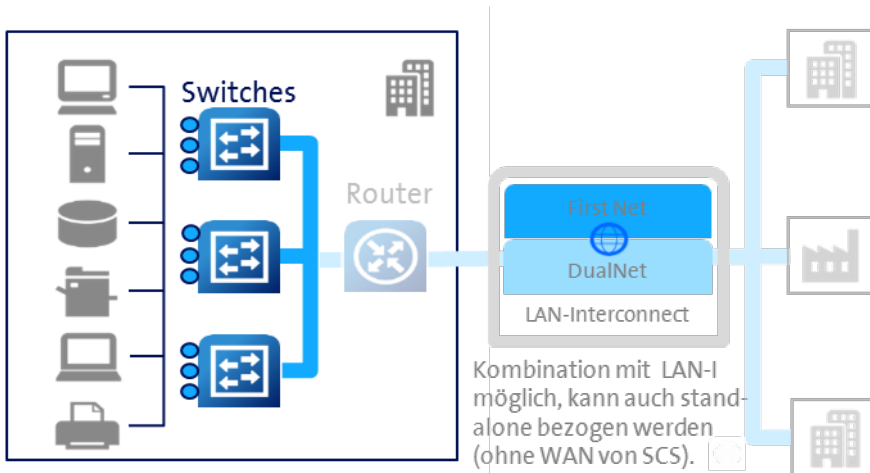 Switches
Router
First Net
DualNet
LAN-Interconnect
Kombination mit LAN-I
möglich, kann auch stand-
alone bezogen werden
(ohne WAN von SCS).